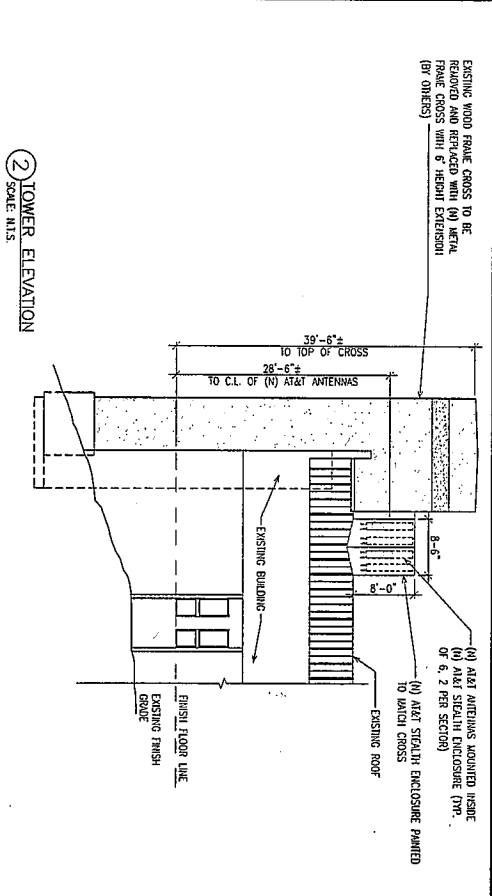 EXISTING WOOD FRAME CROSS TO BE
REMOVED AND REPLACED WITH (N) METAL
FRAME CROSS WITH 6" HEIGHT EXTENSION
(BY OTHERS)
39'-6"±
TO TOP OF CROSS
28'-6"±
TO C.L. OF (N) AT&T ANTENNAS
8'-6"
8'-0"
(N) AT&T ANTENNAS MOUNTED INSIDE
(N) AT&T STEALTH ENCLOSURE (TYP.
OF 6, 2 PER SECTOR)
(N) AT&T STEALTH ENCLOSURE PAINTED
TO MATCH CROSS
EXISTING ROOF
EXISTING BUILDING
FINISH FLOOR LINE
EXISTING FINISH
GRADE
2 TOWER ELEVATION
SCALE: N.T.S.